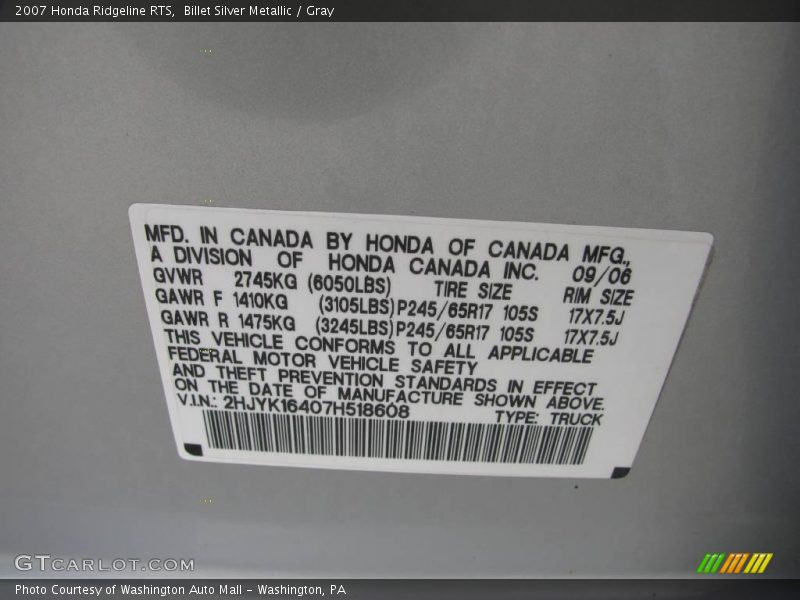 2007 Honda Ridgeline RTS,  Billet Silver Metallic / Gray
MFD. IN CANADA BY HONDA OF CANADA MFG.,
A DIVISION OF HONDA CANADA INC. 09/06
GVWR 2745KG (6050LBS) TIRE SIZE RIM SIZE
GAWR F 1410KG (3105LBS) P245/65R17 105S 17X7.5J
GAWR R 1475KG (3245LBS) P245/65R17 105S 17X7.5J
THIS VEHICLE CONFORMS TO ALL APPLICABLE
FEDERAL MOTOR VEHICLE SAFETY
AND THEFT PREVENTION STANDARDS IN EFFECT
ON THE DATE OF MANUFACTURE SHOWN ABOVE.
V.I.N.: 2HJYK16407H518608 TYPE: TRUCK
GTCARLOT.COM
Photo Courtesy of Washington Auto Mall - Washington, PA